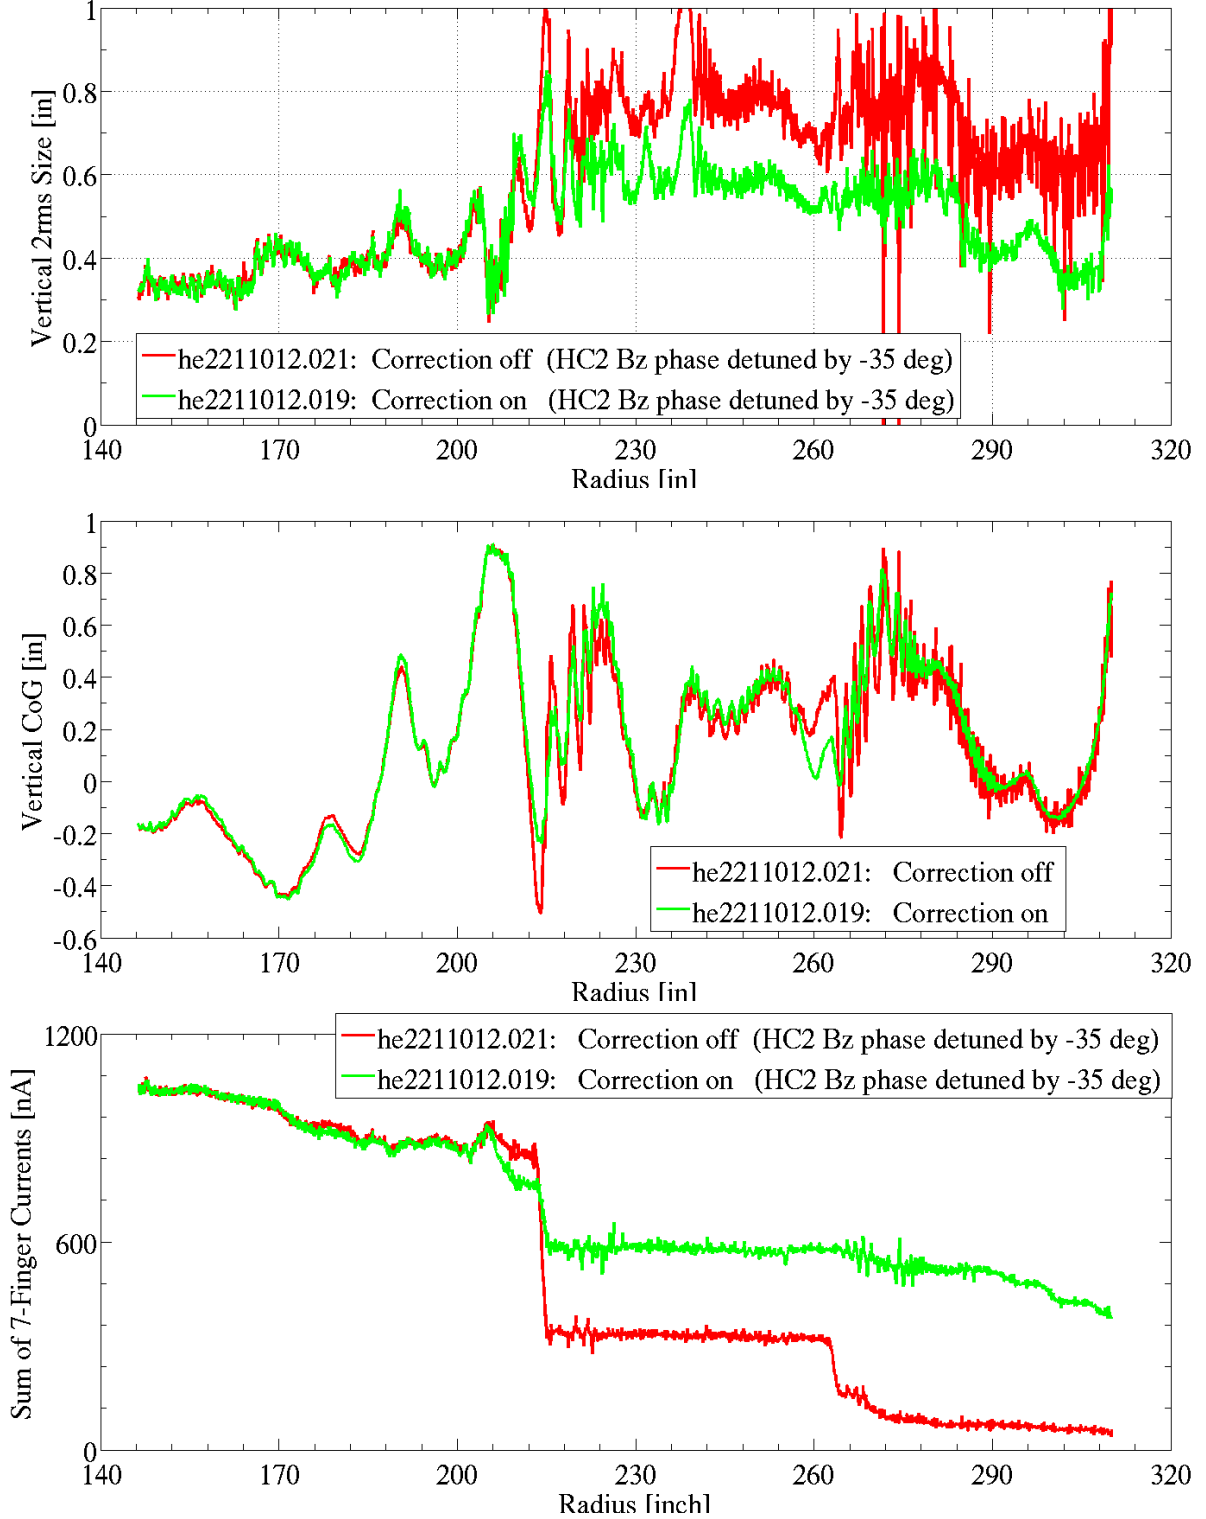 Vertical 2rms Size [in]
1
0.8
0.6
0.4
0.2
0
he2211012.021: Correction off (HC2 Bz phase detuned by -35 deg)
he2211012.019: Correction on (HC2 Bz phase detuned by -35 deg)
140 170 200 230 260 290 320
Radius [in]
Vertical CoG [in]
1
0.8
0.6
0.4
0.2
0
-0.2
-0.4
-0.6
he2211012.021: Correction off
he2211012.019: Correction on
140 170 200 230 260 290 320
Radius [in]
Sum of 7-Finger Currents [nA]
1200
600
0
he2211012.021: Correction off (HC2 Bz phase detuned by -35 deg)
he2211012.019: Correction on (HC2 Bz phase detuned by -35 deg)
140 170 200 230 260 290 320
Radius [inch]